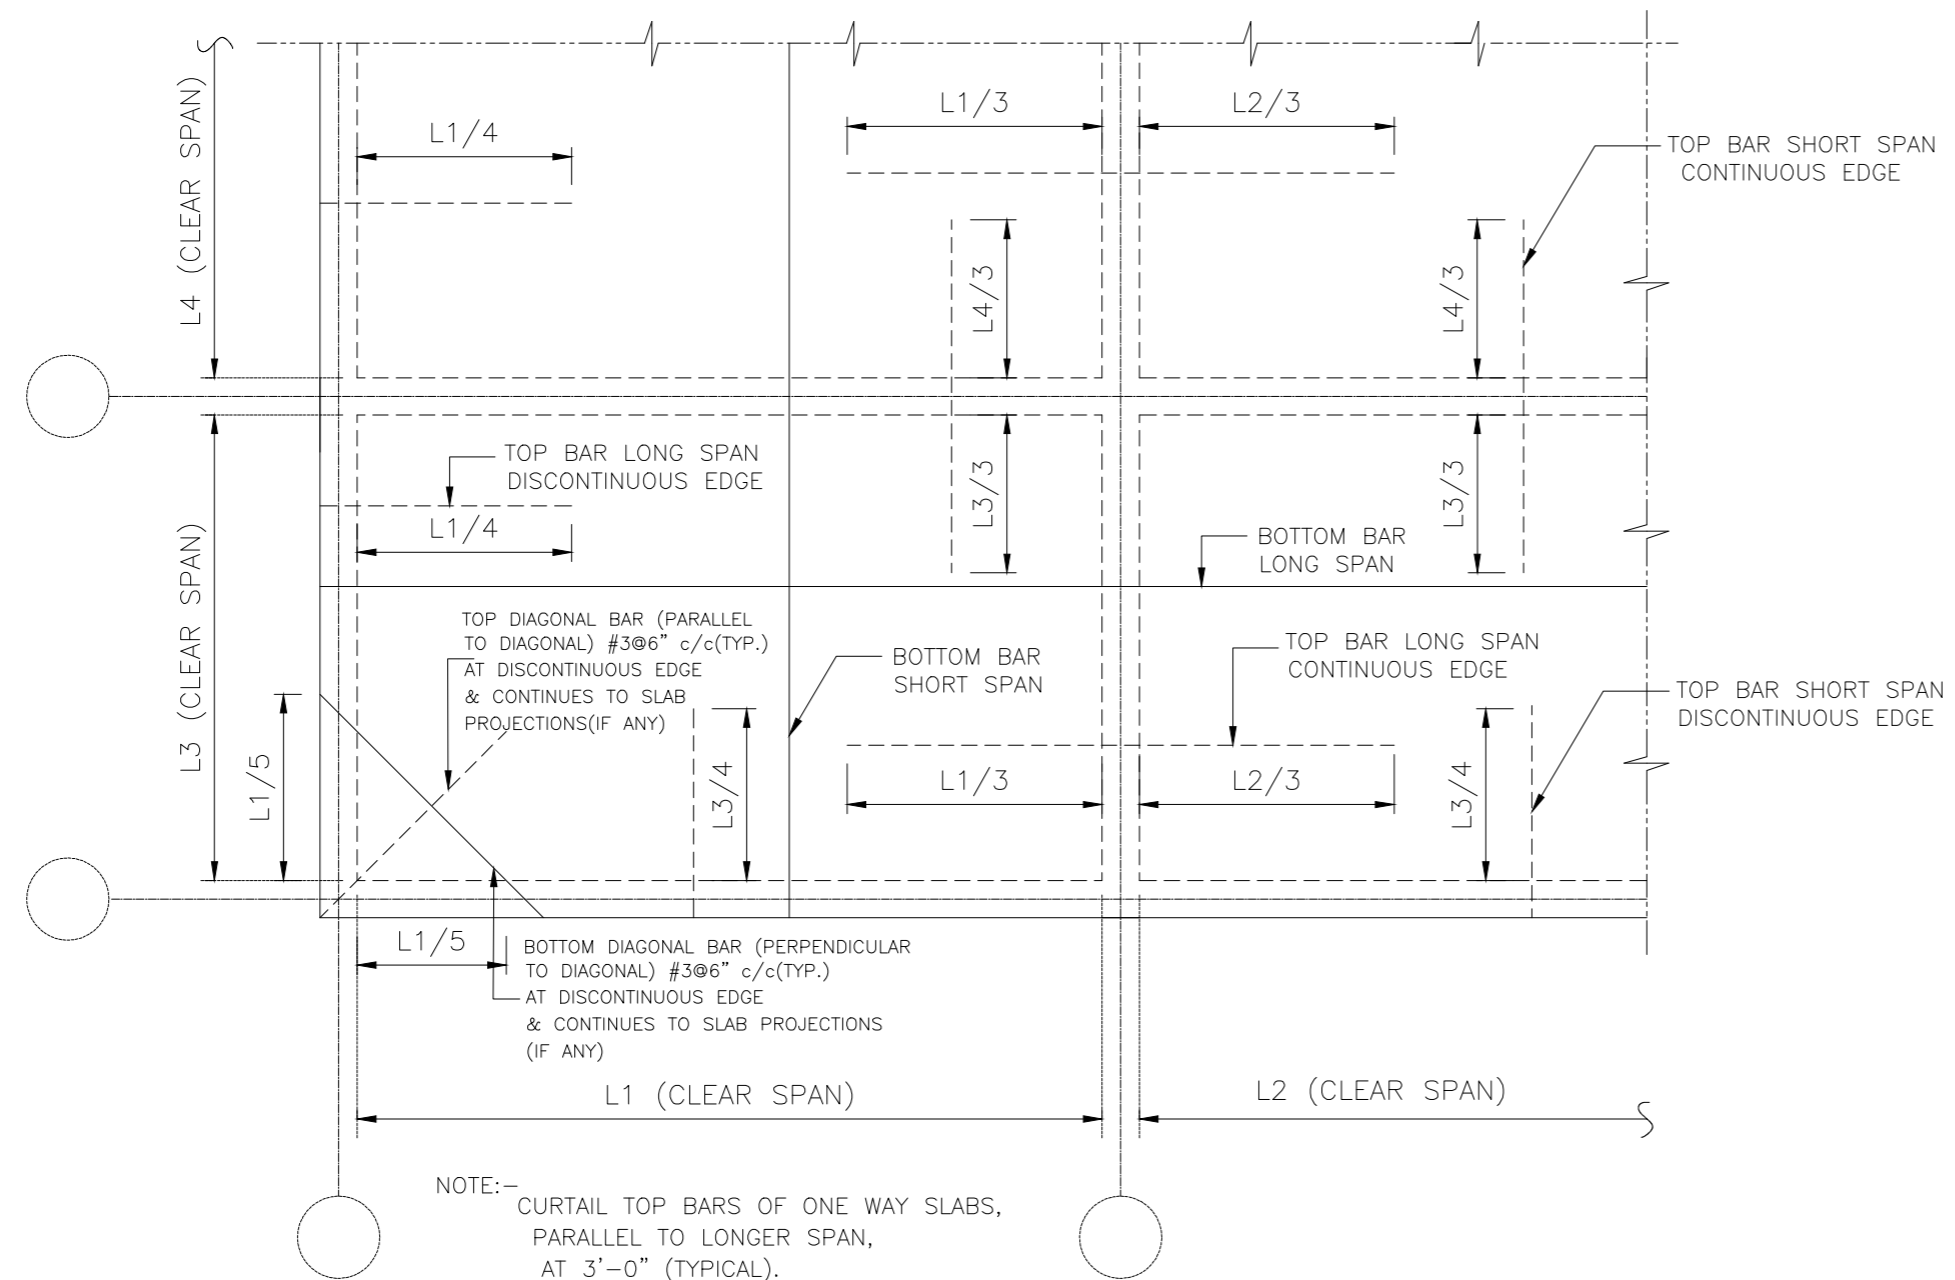 L1/3
L2/3
L1/4
TOP BAR SHORT SPAN
CONTINUOUS EDGE
L4 (CLEAR SPAN)
L4/3
L4/3
TOP BAR LONG SPAN
DISCONTINUOUS EDGE
L3/3
L3/3
L1/4
BOTTOM BAR
LONG SPAN
L3 (CLEAR SPAN)
TOP DIAGONAL BAR (PARALLEL
TO DIAGONAL) #3@6" c/c(TYP.)
AT DISCONTINUOUS EDGE
& CONTINUES TO SLAB
PROJECTIONS(IF ANY)
BOTTOM BAR
SHORT SPAN
TOP BAR LONG SPAN
CONTINUOUS EDGE
TOP BAR SHORT SPAN
DISCONTINUOUS EDGE
L1/5
L3/4
L1/3
L2/3
L3/4
L1/5
BOTTOM DIAGONAL BAR (PERPENDICULAR
TO DIAGONAL) #3@6" c/c(TYP.)
AT DISCONTINUOUS EDGE
& CONTINUES TO SLAB PROJECTIONS
(IF ANY)
L1 (CLEAR SPAN)
L2 (CLEAR SPAN)
NOTE:-
CURTAIL TOP BARS OF ONE WAY SLABS,
PARALLEL TO LONGER SPAN,
AT 3'-0" (TYPICAL).